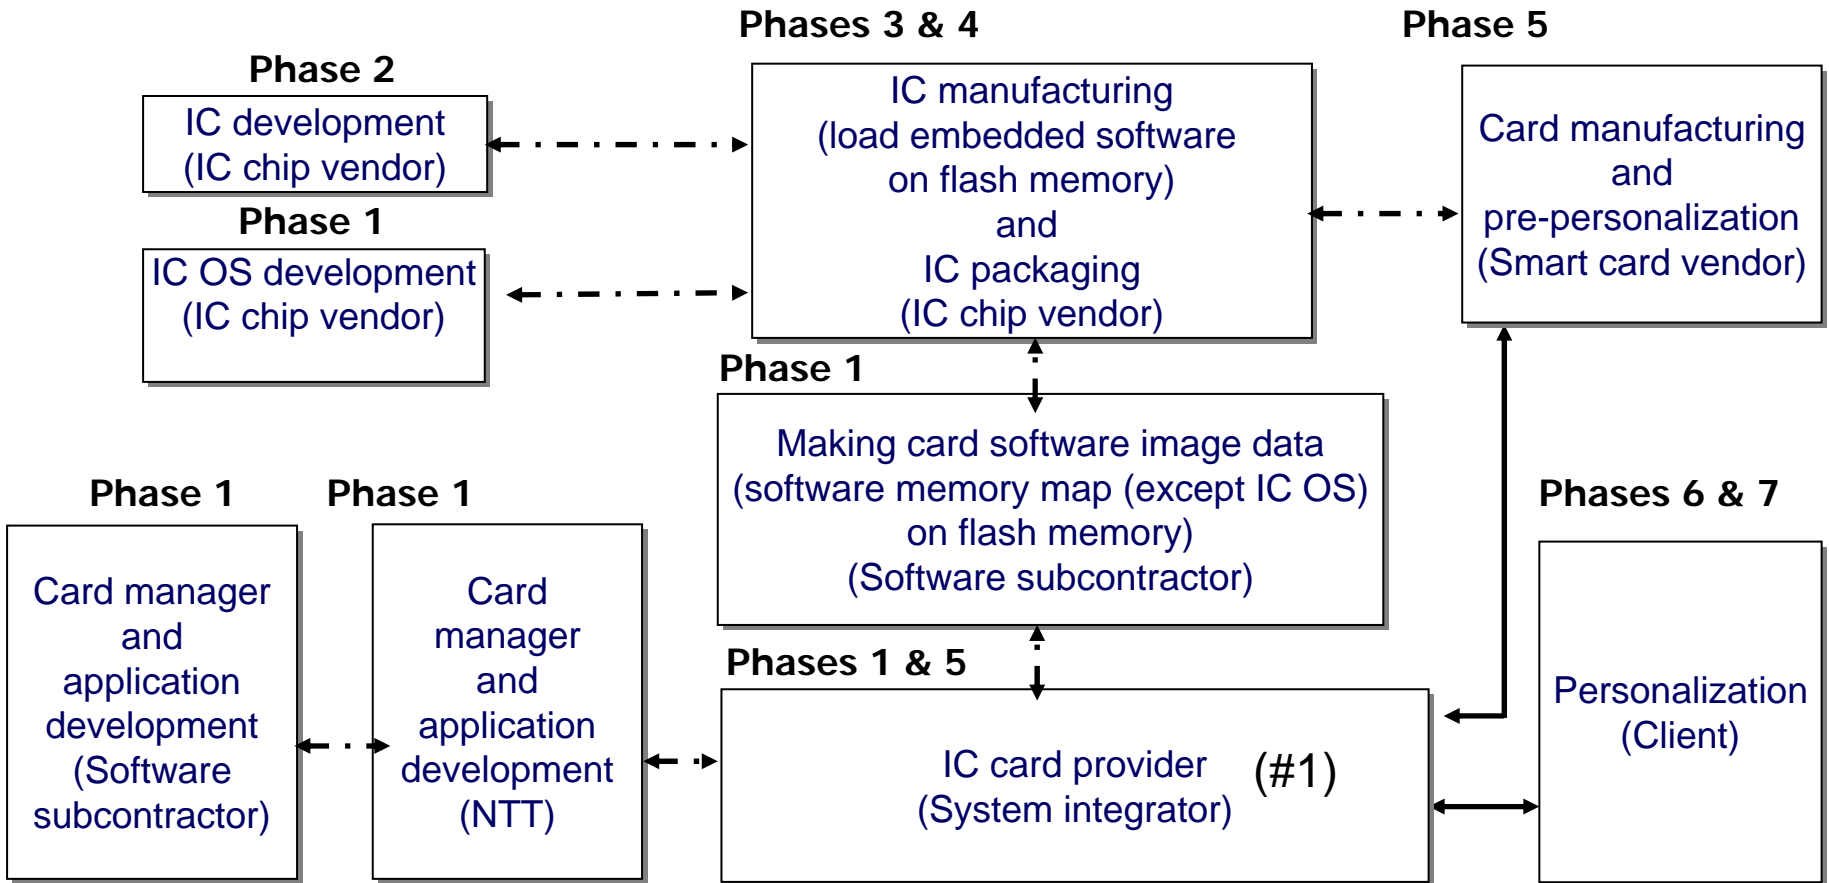 Phases 3 & 4
Phase 5
Phase 2
IC development
(IC chip vendor)
IC manufacturing
(load embedded software
on flash memory)
and
IC packaging
(IC chip vendor)
Card manufacturing
and
pre-personalization
(Smart card vendor)
Phase 1
IC OS development
(IC chip vendor)
Phase 1
Making card software image data
(software memory map (except IC OS)
on flash memory)
(Software subcontractor)
Phase 1
Card manager
and
application
development
(Software
subcontractor)
Phase 1
Card
manager
and
application
development
(NTT)
Phases 1 & 5
IC card provider
(System integrator)
(#1)
Phases 6 & 7
Personalization
(Client)